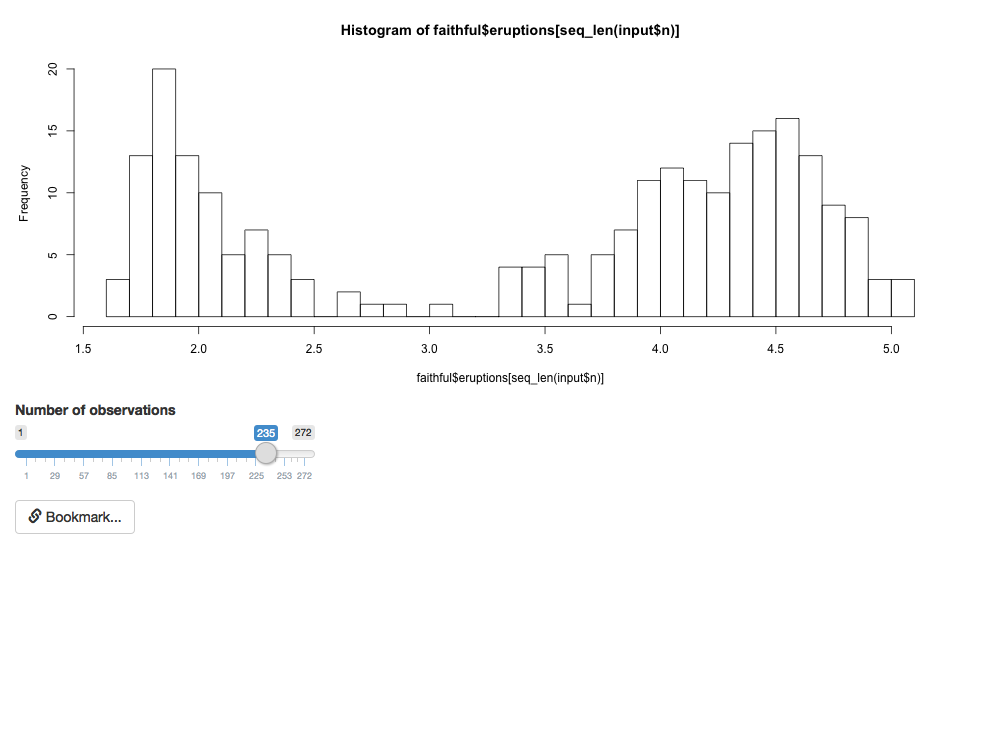 Histogram of faithful$eruptions[seq_len(input$n)]
Frequency
20
15
10
5
0
1.5 2.0 2.5 3.0 3.5 4.0 4.5 5.0
faithful$eruptions[seq_len(input$n)]
Number of observations
1 235 272
1 29 57 85 113 141 169 197 225 253 272
Bookmark...